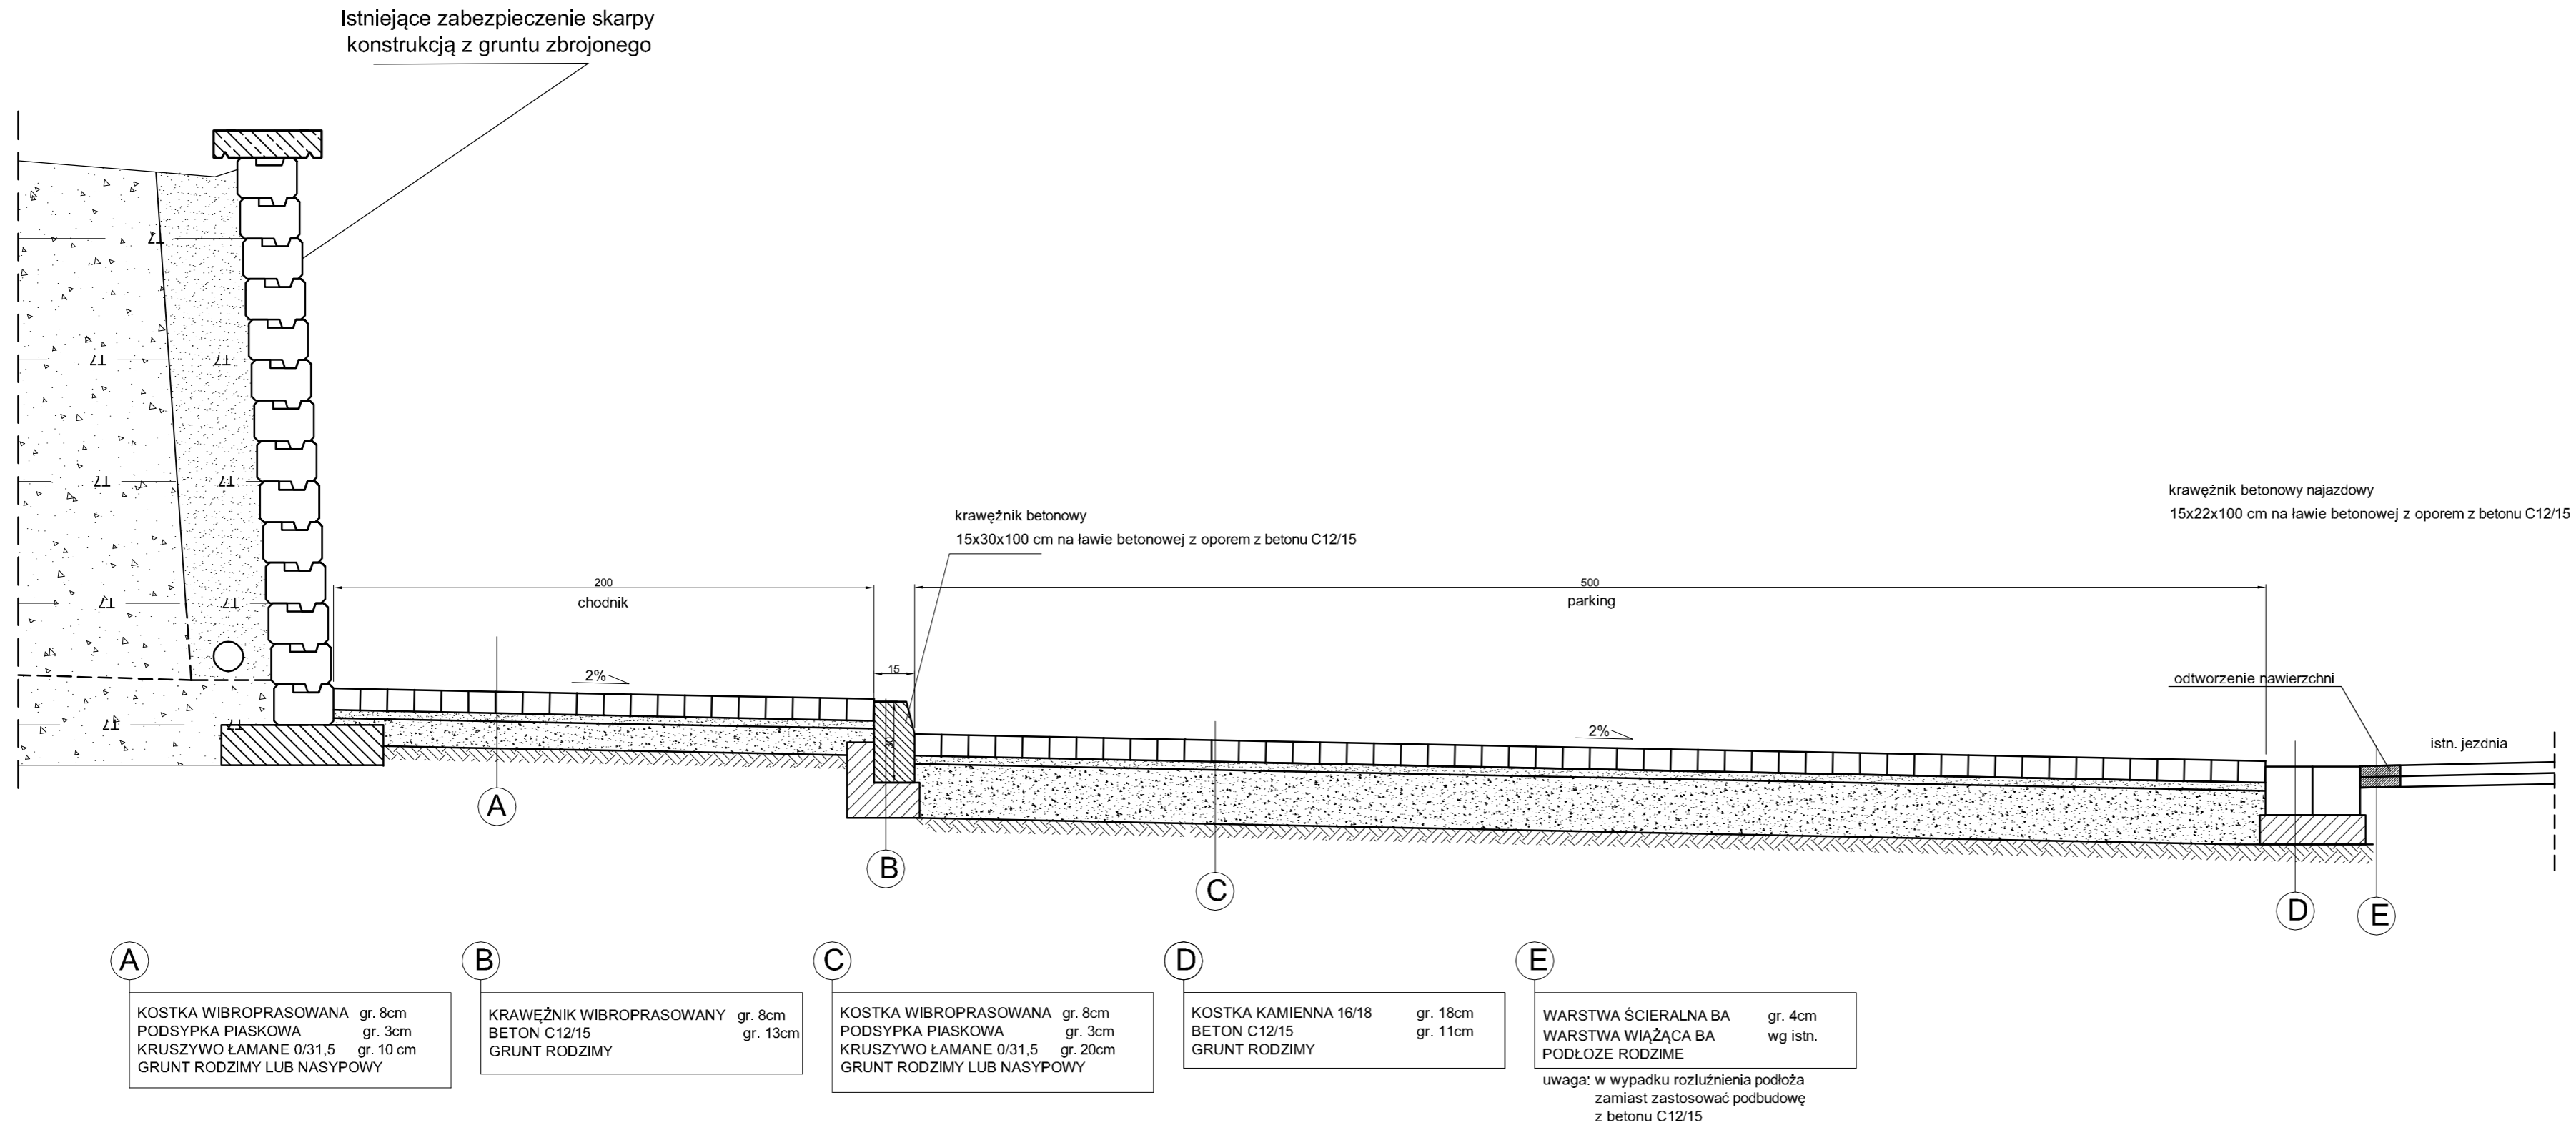 Istniejące zabezpieczenie skarpy
konstrukcją z gruntu zbrojonego
krawężnik betonowy najazdowy
15x22x100 cm na ławie betonowej z oporem z betonu C12/15
krawężnik betonowy
15x30x100 cm na ławie betonowej z oporem z betonu C12/15
200
chodnik
500
parking
15
2%
odtworzenie nawierzchni
30
2%
istn. jezdnia
A
B
C
D
E
A
KOSTKA WIBROPRASOWANA gr. 8cm
PODSYPKA PIASKOWA gr. 3cm
KRUSZYWO ŁAMANE 0/31,5 gr. 10 cm
GRUNT RODZIMY LUB NASYPOWY
B
KRAWĘŻNIK WIBROPRASOWANY gr. 8cm
BETON C12/15 gr. 13cm
GRUNT RODZIMY
C
KOSTKA WIBROPRASOWANA gr. 8cm
PODSYPKA PIASKOWA gr. 3cm
KRUSZYWO ŁAMANE 0/31,5 gr. 20cm
GRUNT RODZIMY LUB NASYPOWY
D
KOSTKA KAMIENNA 16/18 gr. 18cm
BETON C12/15 gr. 11cm
GRUNT RODZIMY
E
WARSTWA ŚCIERALNA BA gr. 4cm
WARSTWA WIĄŻĄCA BA wg istn.
PODŁOZE RODZIME
uwaga: w wypadku rozluźnienia podłoża
zamiast zastosować podbudowę
z betonu C12/15